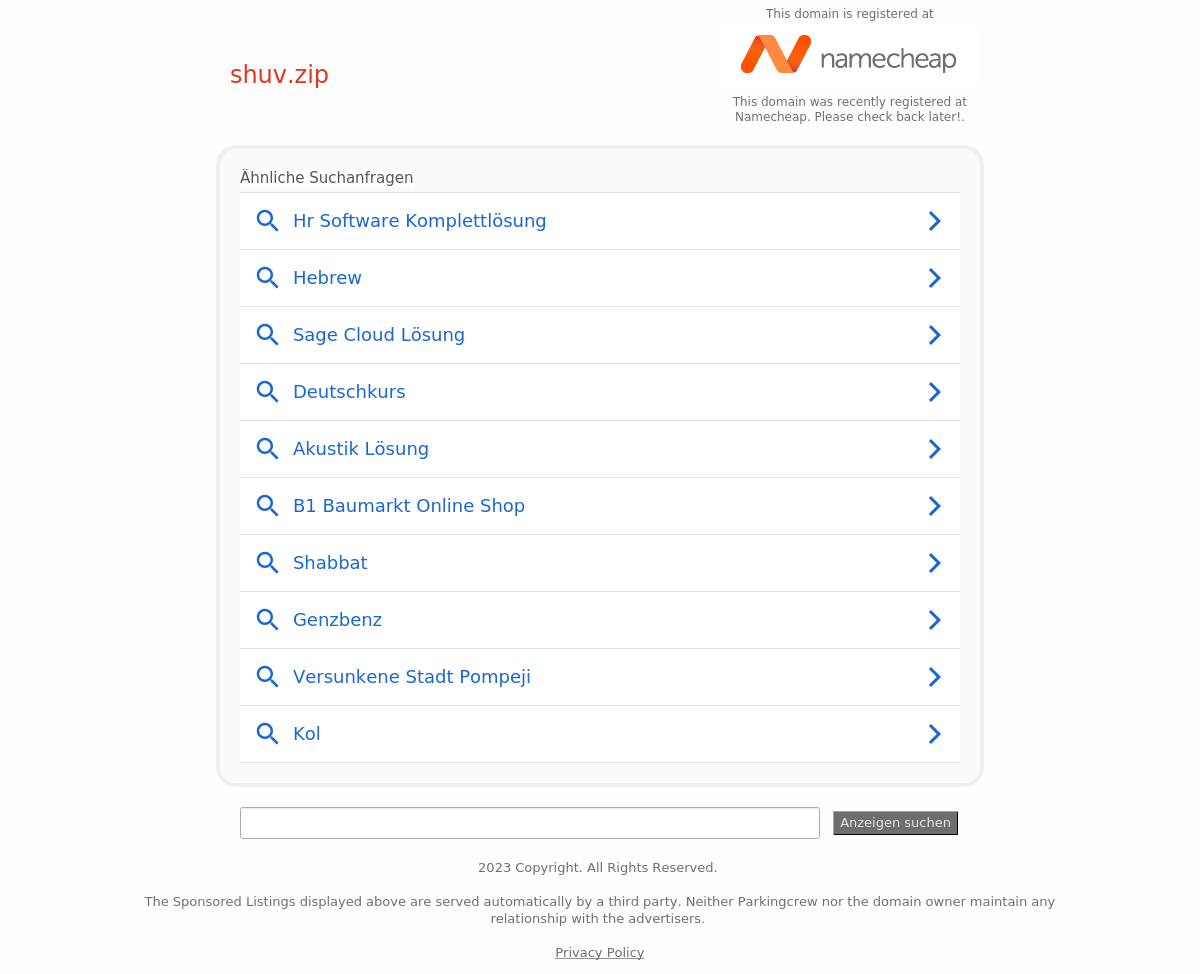 This domain is registered at
namecheap
shuv.zip
This domain was recently registered at
Namecheap. Please check back later!.
Ähnliche Suchanfragen
Hr Software Komplettlösung
Hebrew
Sage Cloud Lösung
Deutschkurs
Akustik Lösung
B1 Baumarkt Online Shop
Shabbat
Genzbenz
Versunkene Stadt Pompeji
Kol
Anzeigen suchen
2023 Copyright. All Rights Reserved.
The Sponsored Listings displayed above are served automatically by a third party. Neither Parkingcrew nor the domain owner maintain any
relationship with the advertisers.
Privacy Policy